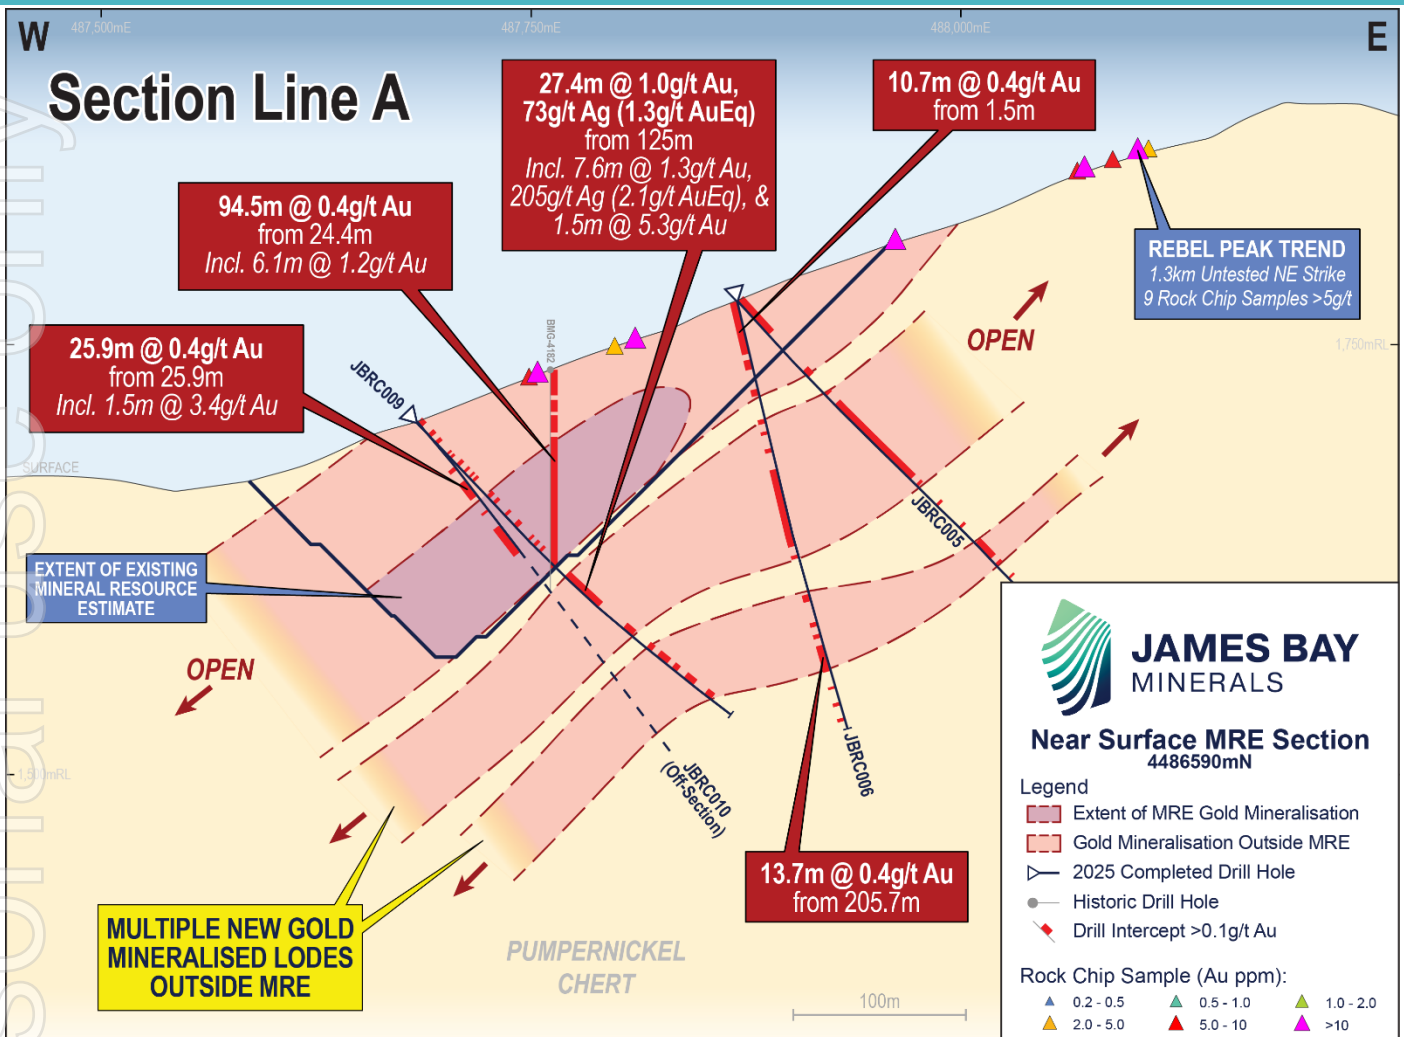 W
487,500mE
487,750mE
488,000mE
E
Section Line A
27.4m @ 1.0g/t Au,
73g/t Ag (1.3g/t AuEq)
from 125m
Incl. 7.6m @ 1.3g/t Au,
205g/t Ag (2.1g/t AuEq), &
1.5m @ 5.3g/t Au
10.7m @ 0.4g/t Au
from 1.5m
94.5m @ 0.4g/t Au
from 24.4m
Incl. 6.1m @ 1.2g/t Au
REBEL PEAK TREND
1.3km Untested NE Strike
9 Rock Chip Samples >5g/t
25.9m @ 0.4g/t Au
from 25.9m
Incl. 1.5m @ 3.4g/t Au
BMG-4182
JBRC009
OPEN
1,750mRL
SURFACE
JBRC005
EXTENT OF EXISTING
MINERAL RESOURCE
ESTIMATE
OPEN
1,500mRL
JBRC010
(Off-Section)
JBRC006
13.7m @ 0.4g/t Au
from 205.7m
MULTIPLE NEW GOLD
MINERALISED LODES
OUTSIDE MRE
PUMPERNICKEL
CHERT
100m
JAMES BAY
MINERALS
Near Surface MRE Section
4486590mN
Legend
Extent of MRE Gold Mineralisation
Gold Mineralisation Outside MRE
2025 Completed Drill Hole
Historic Drill Hole
Drill Intercept >0.1g/t Au
Rock Chip Sample (Au ppm):
0.2 - 0.5
0.5 - 1.0
1.0 - 2.0
2.0 - 5.0
5.0 - 10
>10